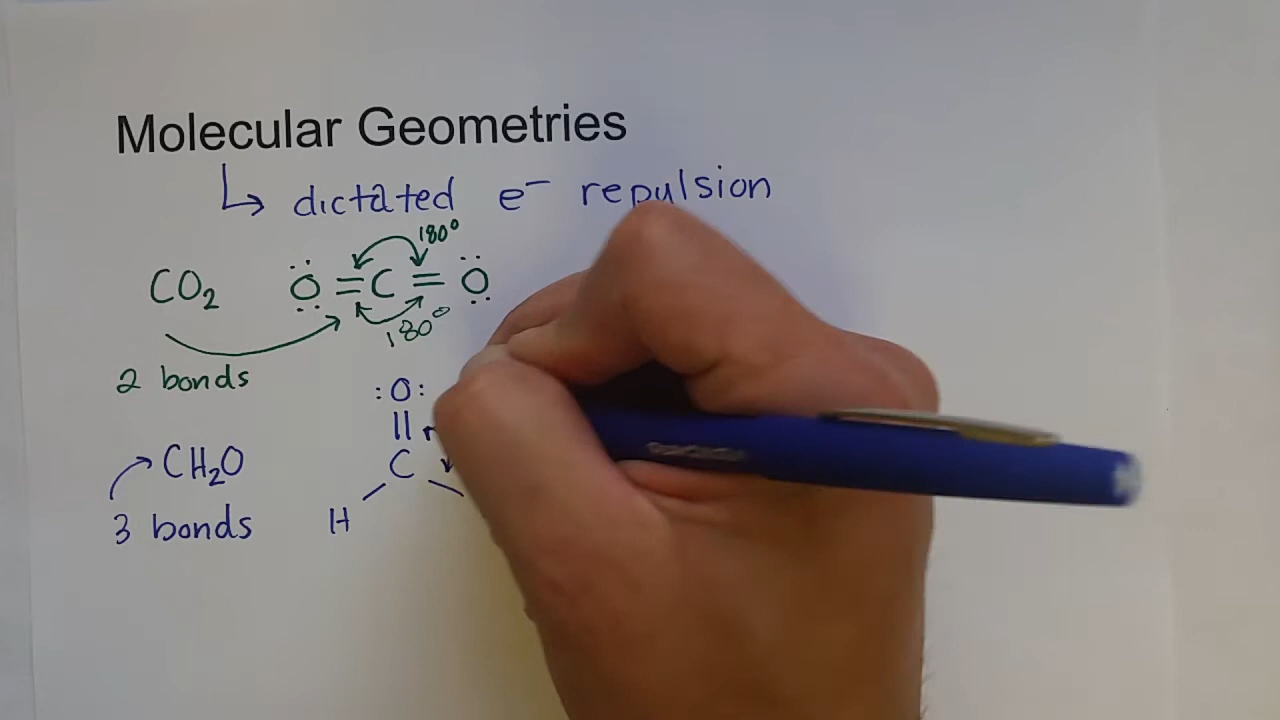 Molecular Geometries
↳ dictated e⁻ repulsion
180°
CO₂ :O=C=O:
180°
2 bonds
:O:
CH₂O C
3 bonds H